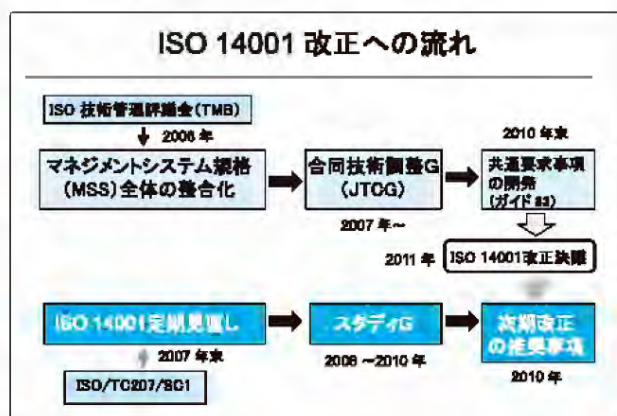 ISO 14001 改正への流れ
ISO 技術管理評議会(TMB)
2006 年
マネジメントシステム規格
(MSS)全体の整合化
合同技術調整G
(JTCG)
2007 年~
2010 年末
共通要求事項
の開発
(ガイド 83)
2011 年
ISO 14001改正決議
ISO 14001定期見直し
2007 年末
ISO/TC207/SC1
スタディG
2008 ~2010 年
次期改正
の推奨事項
2010 年